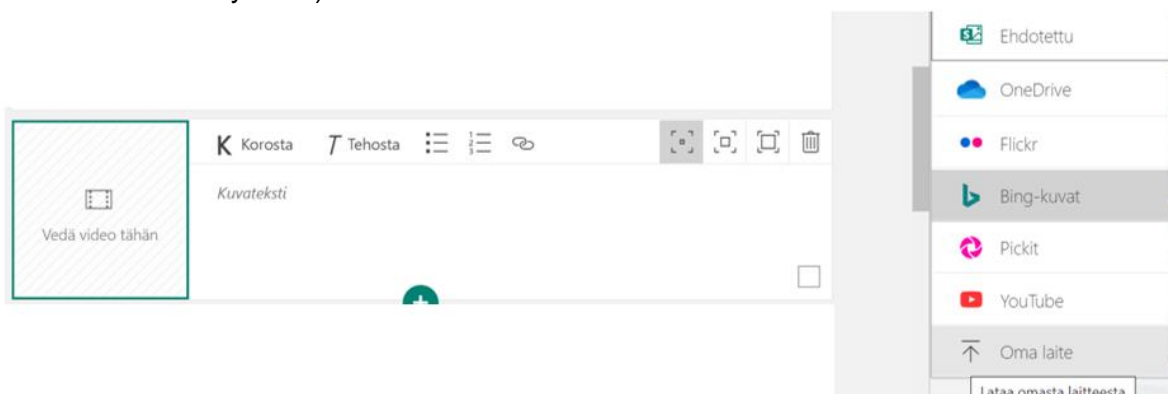 Ehdotettu
OneDrive
K Korosta T Tehosta
Flickr
Kuvateksti
Bing-kuvat
Vedä video tähän
Pickit
YouTube
Oma laite
Lataa omasta laitteesta